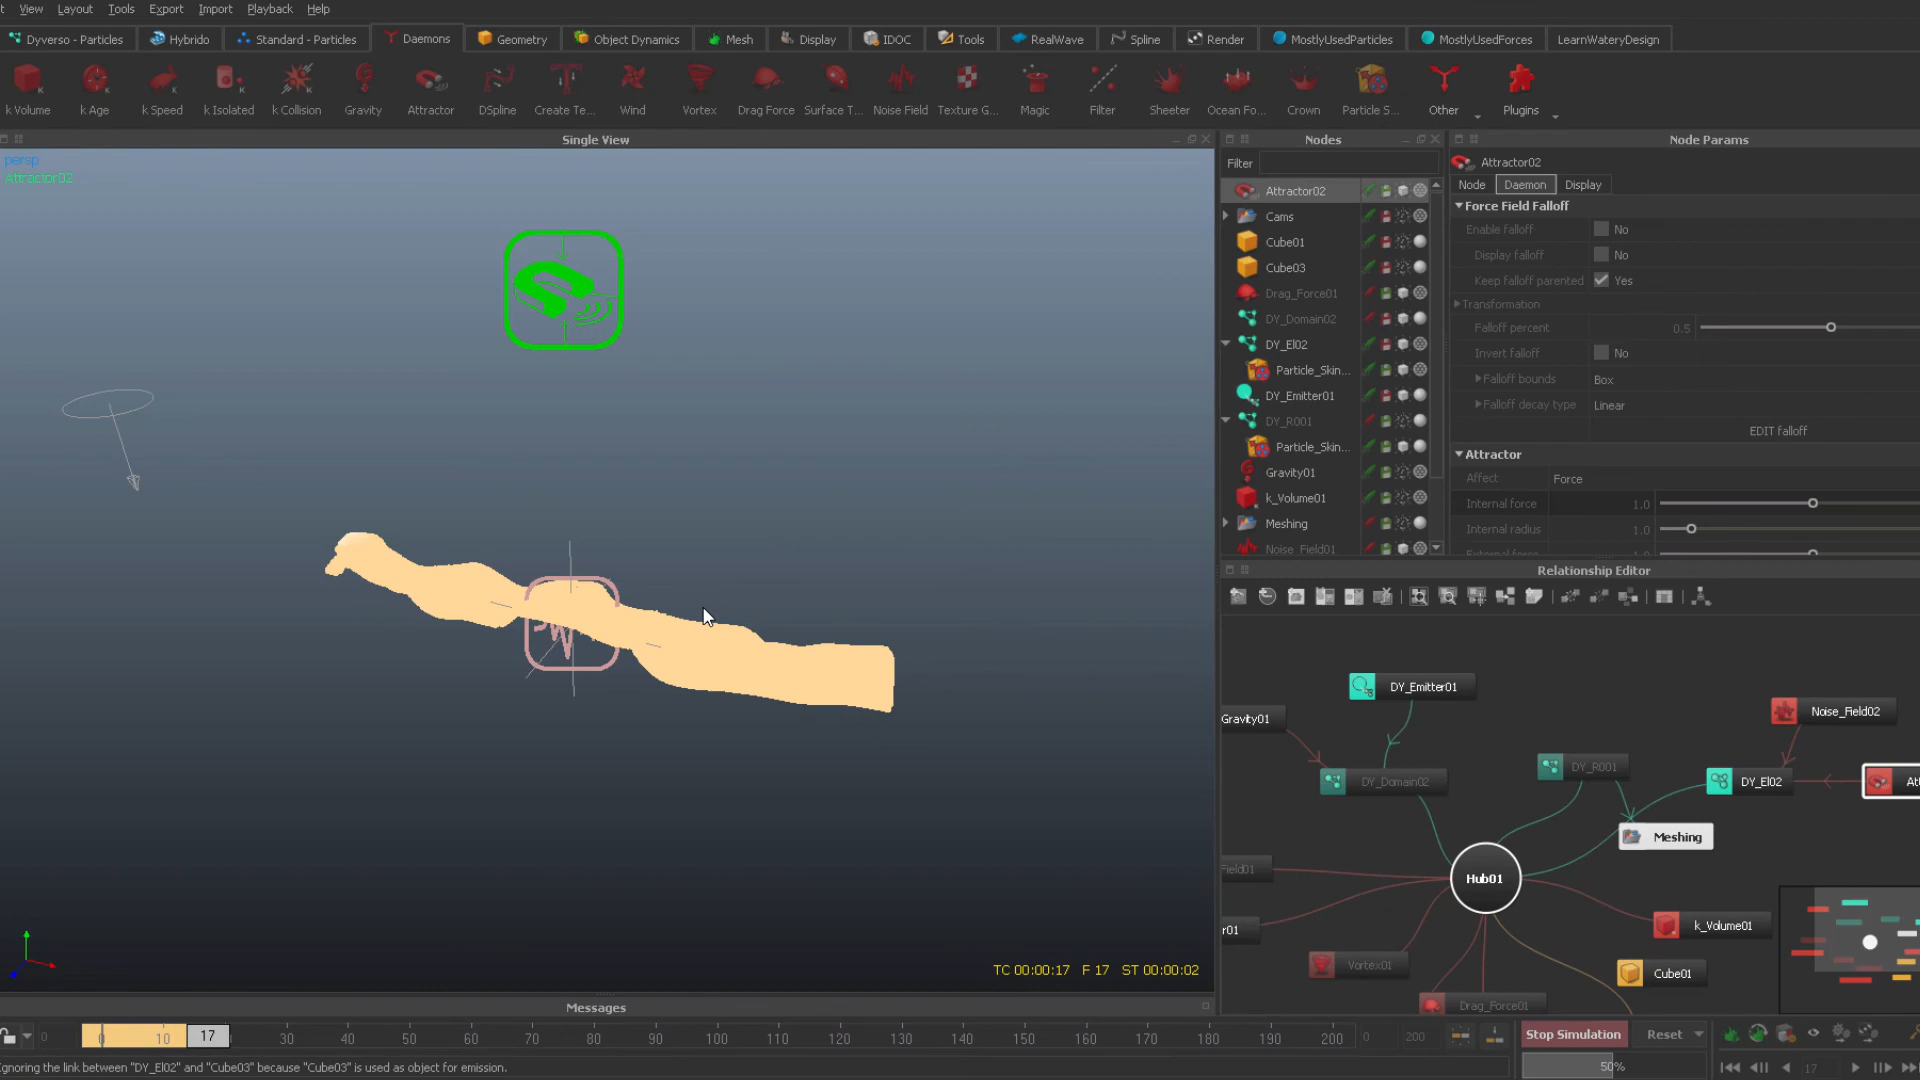 View Layout Tools Export Import Playback Help
Dyverso - Particles Hybrido Standard - Particles Daemons Geometry Object Dynamics Mesh Display IDOC Tools RealWave Spline Render MostlyUsedParticles MostlyUsedForces LearnWateryDesign
k Volume k Age k Speed k Isolated k Collision Gravity Attractor DSpline Create Te... Wind Vortex Drag Force Surface T... Noise Field Texture G... Magic Filter Sheeter Ocean Fo... Crown Particle S... Other Plugins
Single View
persp
Attractor02
TC 00:00:17 F 17 ST 00:00:02
Nodes
Filter
Attractor02
Cams
Cube01
Cube03
Drag_Force01
DY_Domain02
DY_El02
Particle_Skin...
DY_Emitter01
DY_R001
Particle_Skin...
Gravity01
k_Volume01
Meshing
Noise_Field01
Node Params
Attractor02
Node Daemon Display
Force Field Falloff
Enable falloff No
Display falloff No
Keep falloff parented Yes
Transformation
Falloff percent 0.5
Invert falloff No
Falloff bounds Box
Falloff decay type Linear
EDIT falloff
Attractor
Affect Force
Internal force 1.0
Internal radius 1.0
External force 1.0
Relationship Editor
DY_Emitter01
Gravity01
Noise_Field02
DY_Domain02
DY_R001
DY_El02
Att
Meshing
Hub01
Field01
r01
k_Volume01
Vortex01
Cube01
Drag_Force01
Messages
0 0 10 17 30 40 50 60 70 80 90 100 110 120 130 140 150 160 170 180 190 200 0 200
Stop Simulation Reset
gnoring the link between "DY_El02" and "Cube03" because "Cube03" is used as object for emission.
50% 17